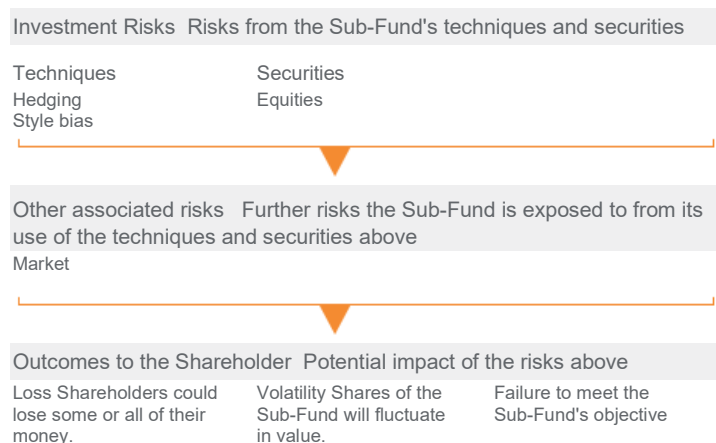 Investment Risks Risks from the Sub-Fund's techniques and securities
Techniques
Hedging
Style bias
Securities
Equities
Other associated risks Further risks the Sub-Fund is exposed to from its
use of the techniques and securities above
Market
Outcomes to the Shareholder Potential impact of the risks above
Loss Shareholders could
lose some or all of their
money.
Volatility Shares of the
Sub-Fund will fluctuate
in value.
Failure to meet the
Sub-Fund's objective